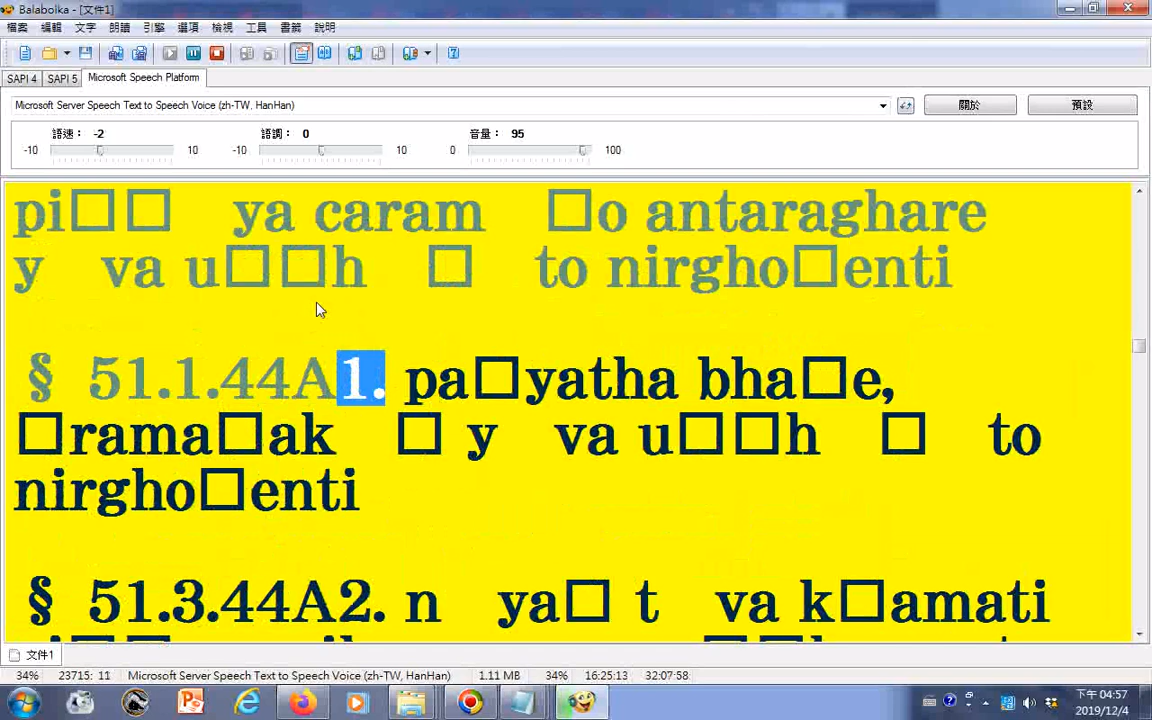 Balabolka - [文件1]
檔案 編輯 文字 朗讀 引擎 選項 檢視 工具 書籤 說明
SAPI 4 SAPI 5 Microsoft Speech Platform
Microsoft Server Speech Text to Speech Voice (zh-TW, HanHan) 關於 預設
語速： -2 語調： 0 音量： 95
-10 10 -10 10 0 100
pi□□ ya caram □o antaraghare
y va u□□h □ to nirgho□enti
§ 51.1.44A1. pa□yatha bha□e,
□rama□ak □ y va u□□h □ to
nirgho□enti
§ 51.3.44A2. n ya□ t va k□amati
文件1
34% 23715: 11 Microsoft Server Speech Text to Speech Voice (zh-TW, HanHan) 1.11 MB 34% 16:25:13 32:07:58
下午 04:57
2019/12/4